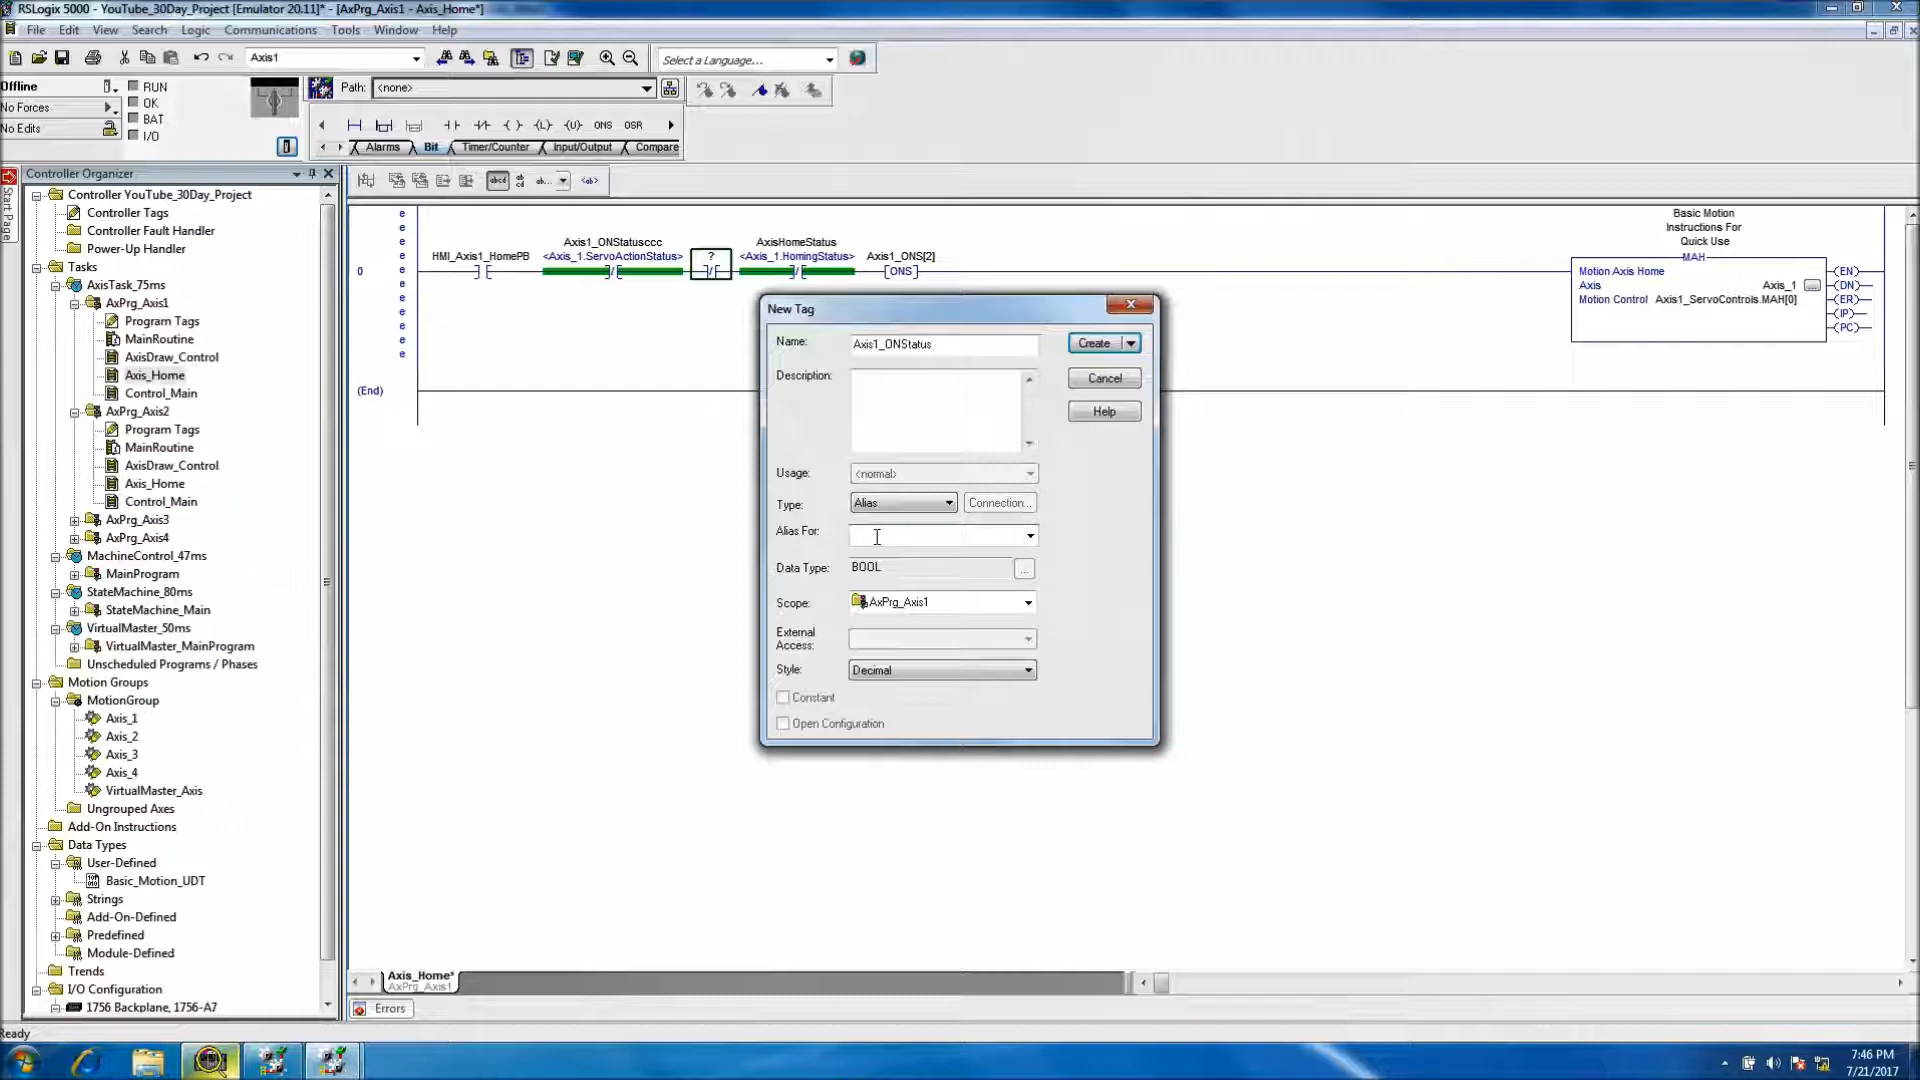 RSLogix 5000 - YouTube_30Day_Project [Emulator 20.11]* - [AxPrg_Axis1 - Axis_Home*]
File Edit View Search Logic Communications Tools Window Help
Axis1
Select a Language...
Offline
RUN
No Forces
OK
No Edits
BAT
I/O
Path: <none>
(L) (U) ONS OSR
Alarms Bit Timer/Counter Input/Output Compare
Start Page
Controller Organizer
Controller YouTube_30Day_Project
Controller Tags
Controller Fault Handler
Power-Up Handler
Tasks
AxisTask_75ms
AxPrg_Axis1
Program Tags
MainRoutine
AxisDraw_Control
Axis_Home
Control_Main
AxPrg_Axis2
Program Tags
MainRoutine
AxisDraw_Control
Axis_Home
Control_Main
AxPrg_Axis3
AxPrg_Axis4
MachineControl_47ms
MainProgram
StateMachine_80ms
StateMachine_Main
VirtualMaster_50ms
VirtualMaster_MainProgram
Unscheduled Programs / Phases
Motion Groups
MotionGroup
Axis_1
Axis_2
Axis_3
Axis_4
VirtualMaster_Axis
Ungrouped Axes
Add-On Instructions
Data Types
User-Defined
Basic_Motion_UDT
Strings
Add-On-Defined
Predefined
Module-Defined
Trends
I/O Configuration
1756 Backplane, 1756-A7
e
e
e
e
e
e
e
e
e
e
e
0
(End)
HMI_Axis1_HomePB
Axis1_ONStatusccc
<Axis_1.ServoActionStatus>
?
AxisHomeStatus
<Axis_1.HomingStatus>
Axis1_ONS[2]
ONS
Basic Motion
Instructions For
Quick Use
MAH
Motion Axis Home
Axis Axis_1 ...
Motion Control Axis1_ServoControls.MAH[0]
(EN)
(DN)
(ER)
(IP)
(PC)
New Tag
Name: Axis1_ONStatus
Description:
Usage: <normal>
Type: Alias Connection...
Alias For:
Data Type: BOOL ...
Scope: AxPrg_Axis1
External
Access:
Style: Decimal
Constant
Open Configuration
Create
Cancel
Help
Axis_Home*
AxPrg_Axis1
Errors
Ready
7:46 PM
7/21/2017